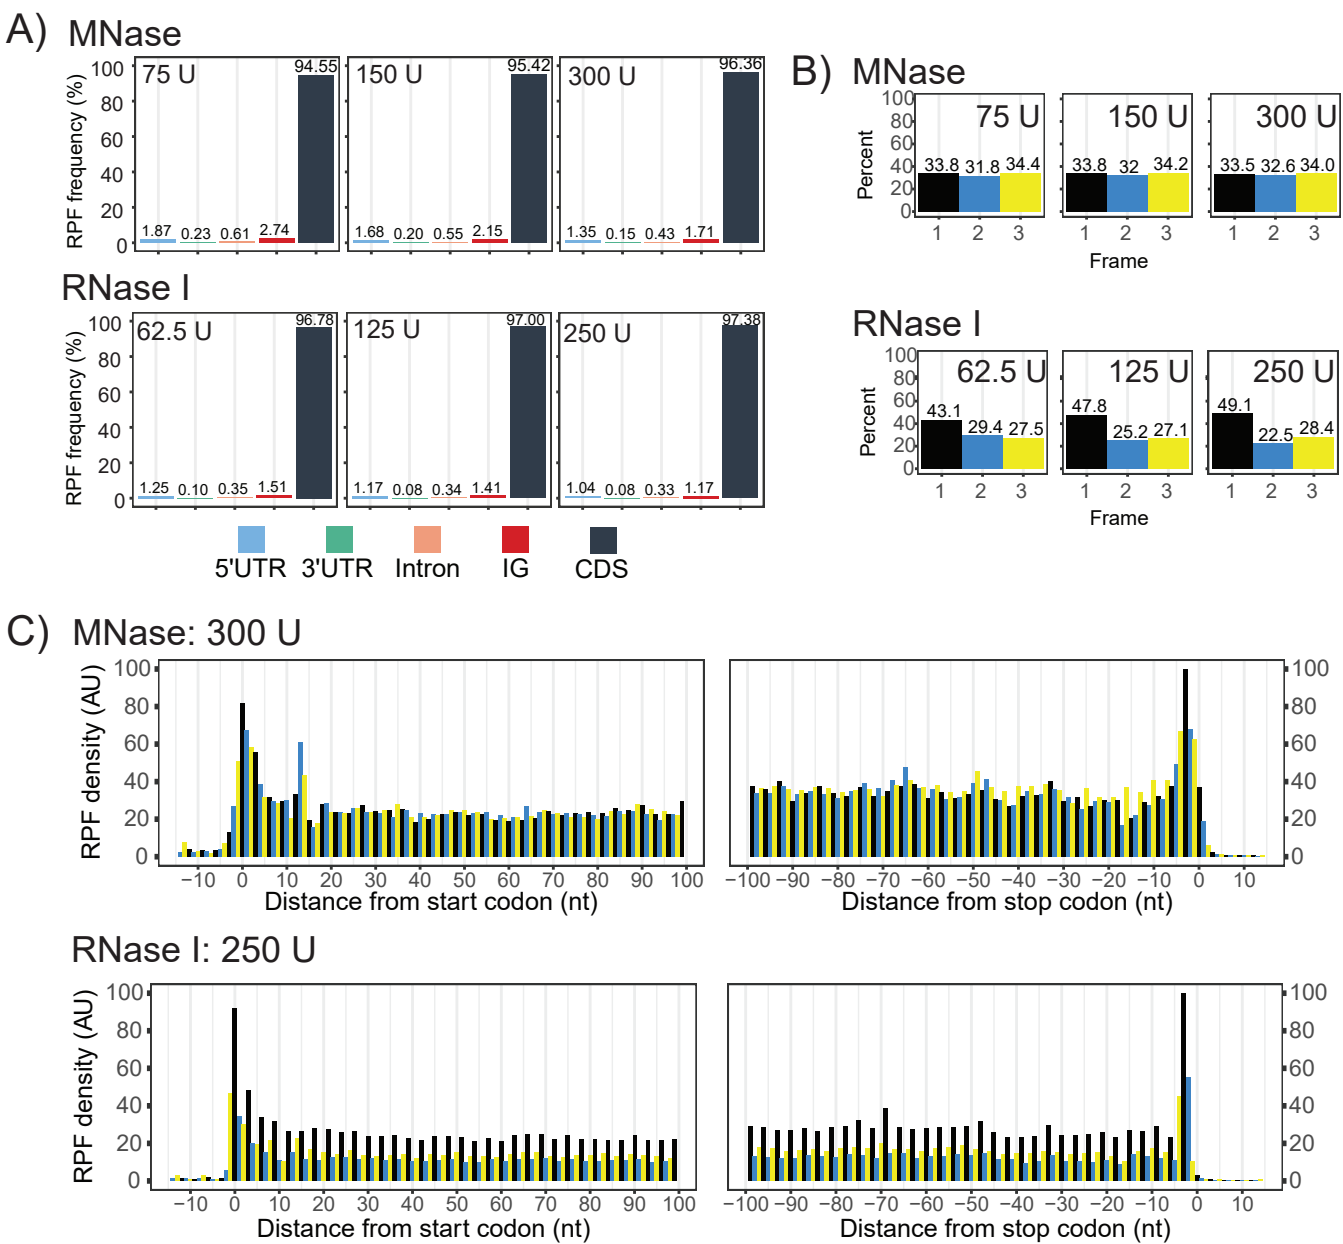 A) MNase
RPF frequency (%)
100
80
60
40
20
0
75 U
94.55
1.87 0.23 0.61 2.74
150 U
95.42
1.68 0.20 0.55 2.15
300 U
96.36
1.35 0.15 0.43 1.71
RNase I
RPF frequency (%)
100
80
60
40
20
0
62.5 U
96.78
1.25 0.10 0.35 1.51
125 U
97.00
1.17 0.08 0.34 1.41
250 U
97.38
1.04 0.08 0.33 1.17
5'UTR 3'UTR Intron IG CDS
B) MNase
Percent
100
80
60
40
20
0
75 U
33.8 31.8 34.4
1 2 3
150 U
33.8 32 34.2
1 2 3
300 U
33.5 32.6 34.0
1 2 3
Frame
RNase I
Percent
100
80
60
40
20
0
62.5 U
43.1 29.4 27.5
1 2 3
125 U
47.8 25.2 27.1
1 2 3
250 U
49.1 22.5 28.4
1 2 3
Frame
C) MNase: 300 U
RPF density (AU)
100
80
60
40
20
0
−10 0 10 20 30 40 50 60 70 80 90 100
Distance from start codon (nt)
100
80
60
40
20
0
−100 −90 −80 −70 −60 −50 −40 −30 −20 −10 0 10
Distance from stop codon (nt)
RNase I: 250 U
RPF density (AU)
100
80
60
40
20
0
−10 0 10 20 30 40 50 60 70 80 90 100
Distance from start codon (nt)
100
80
60
40
20
0
−100 −90 −80 −70 −60 −50 −40 −30 −20 −10 0 10
Distance from stop codon (nt)